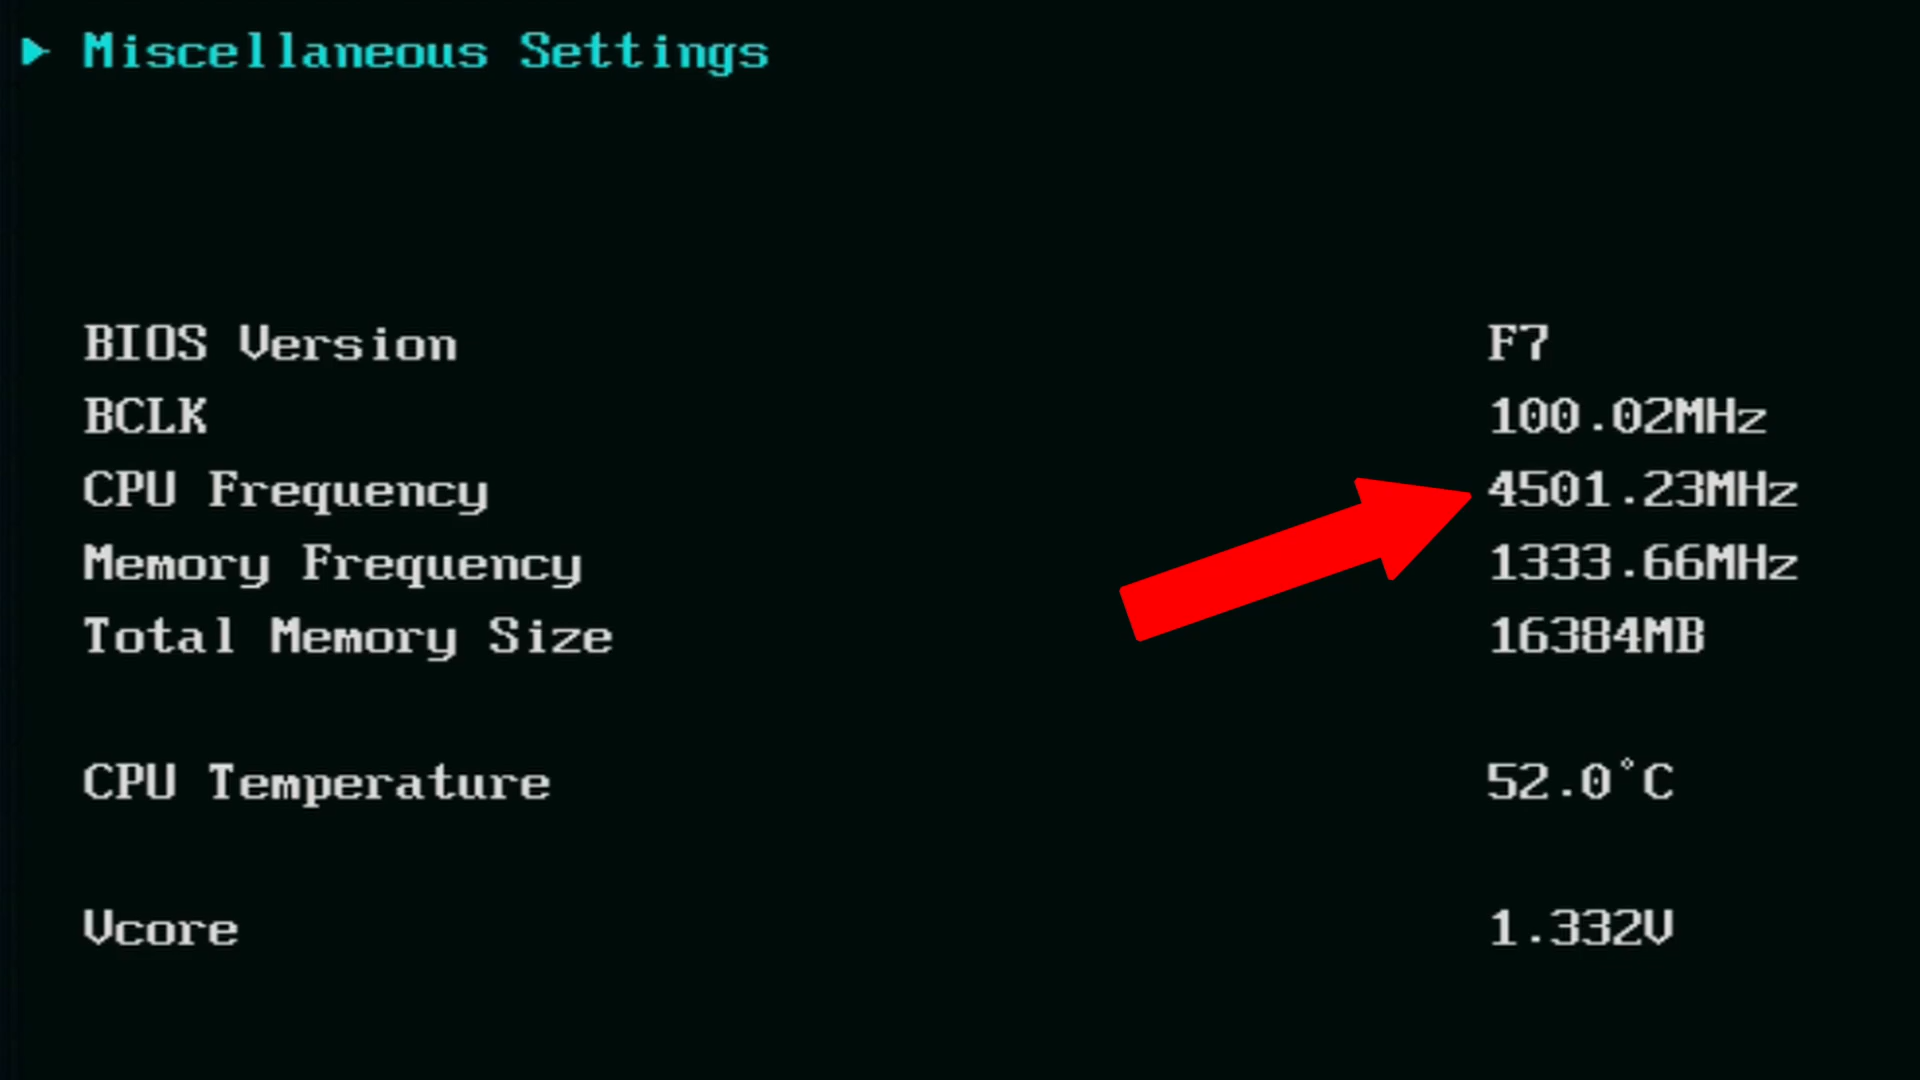 Miscellaneous Settings
BIOS Version F7
BCLK 100.02MHz
CPU Frequency 4501.23MHz
Memory Frequency 1333.66MHz
Total Memory Size 16384MB
CPU Temperature 52.0°C
Vcore 1.332V